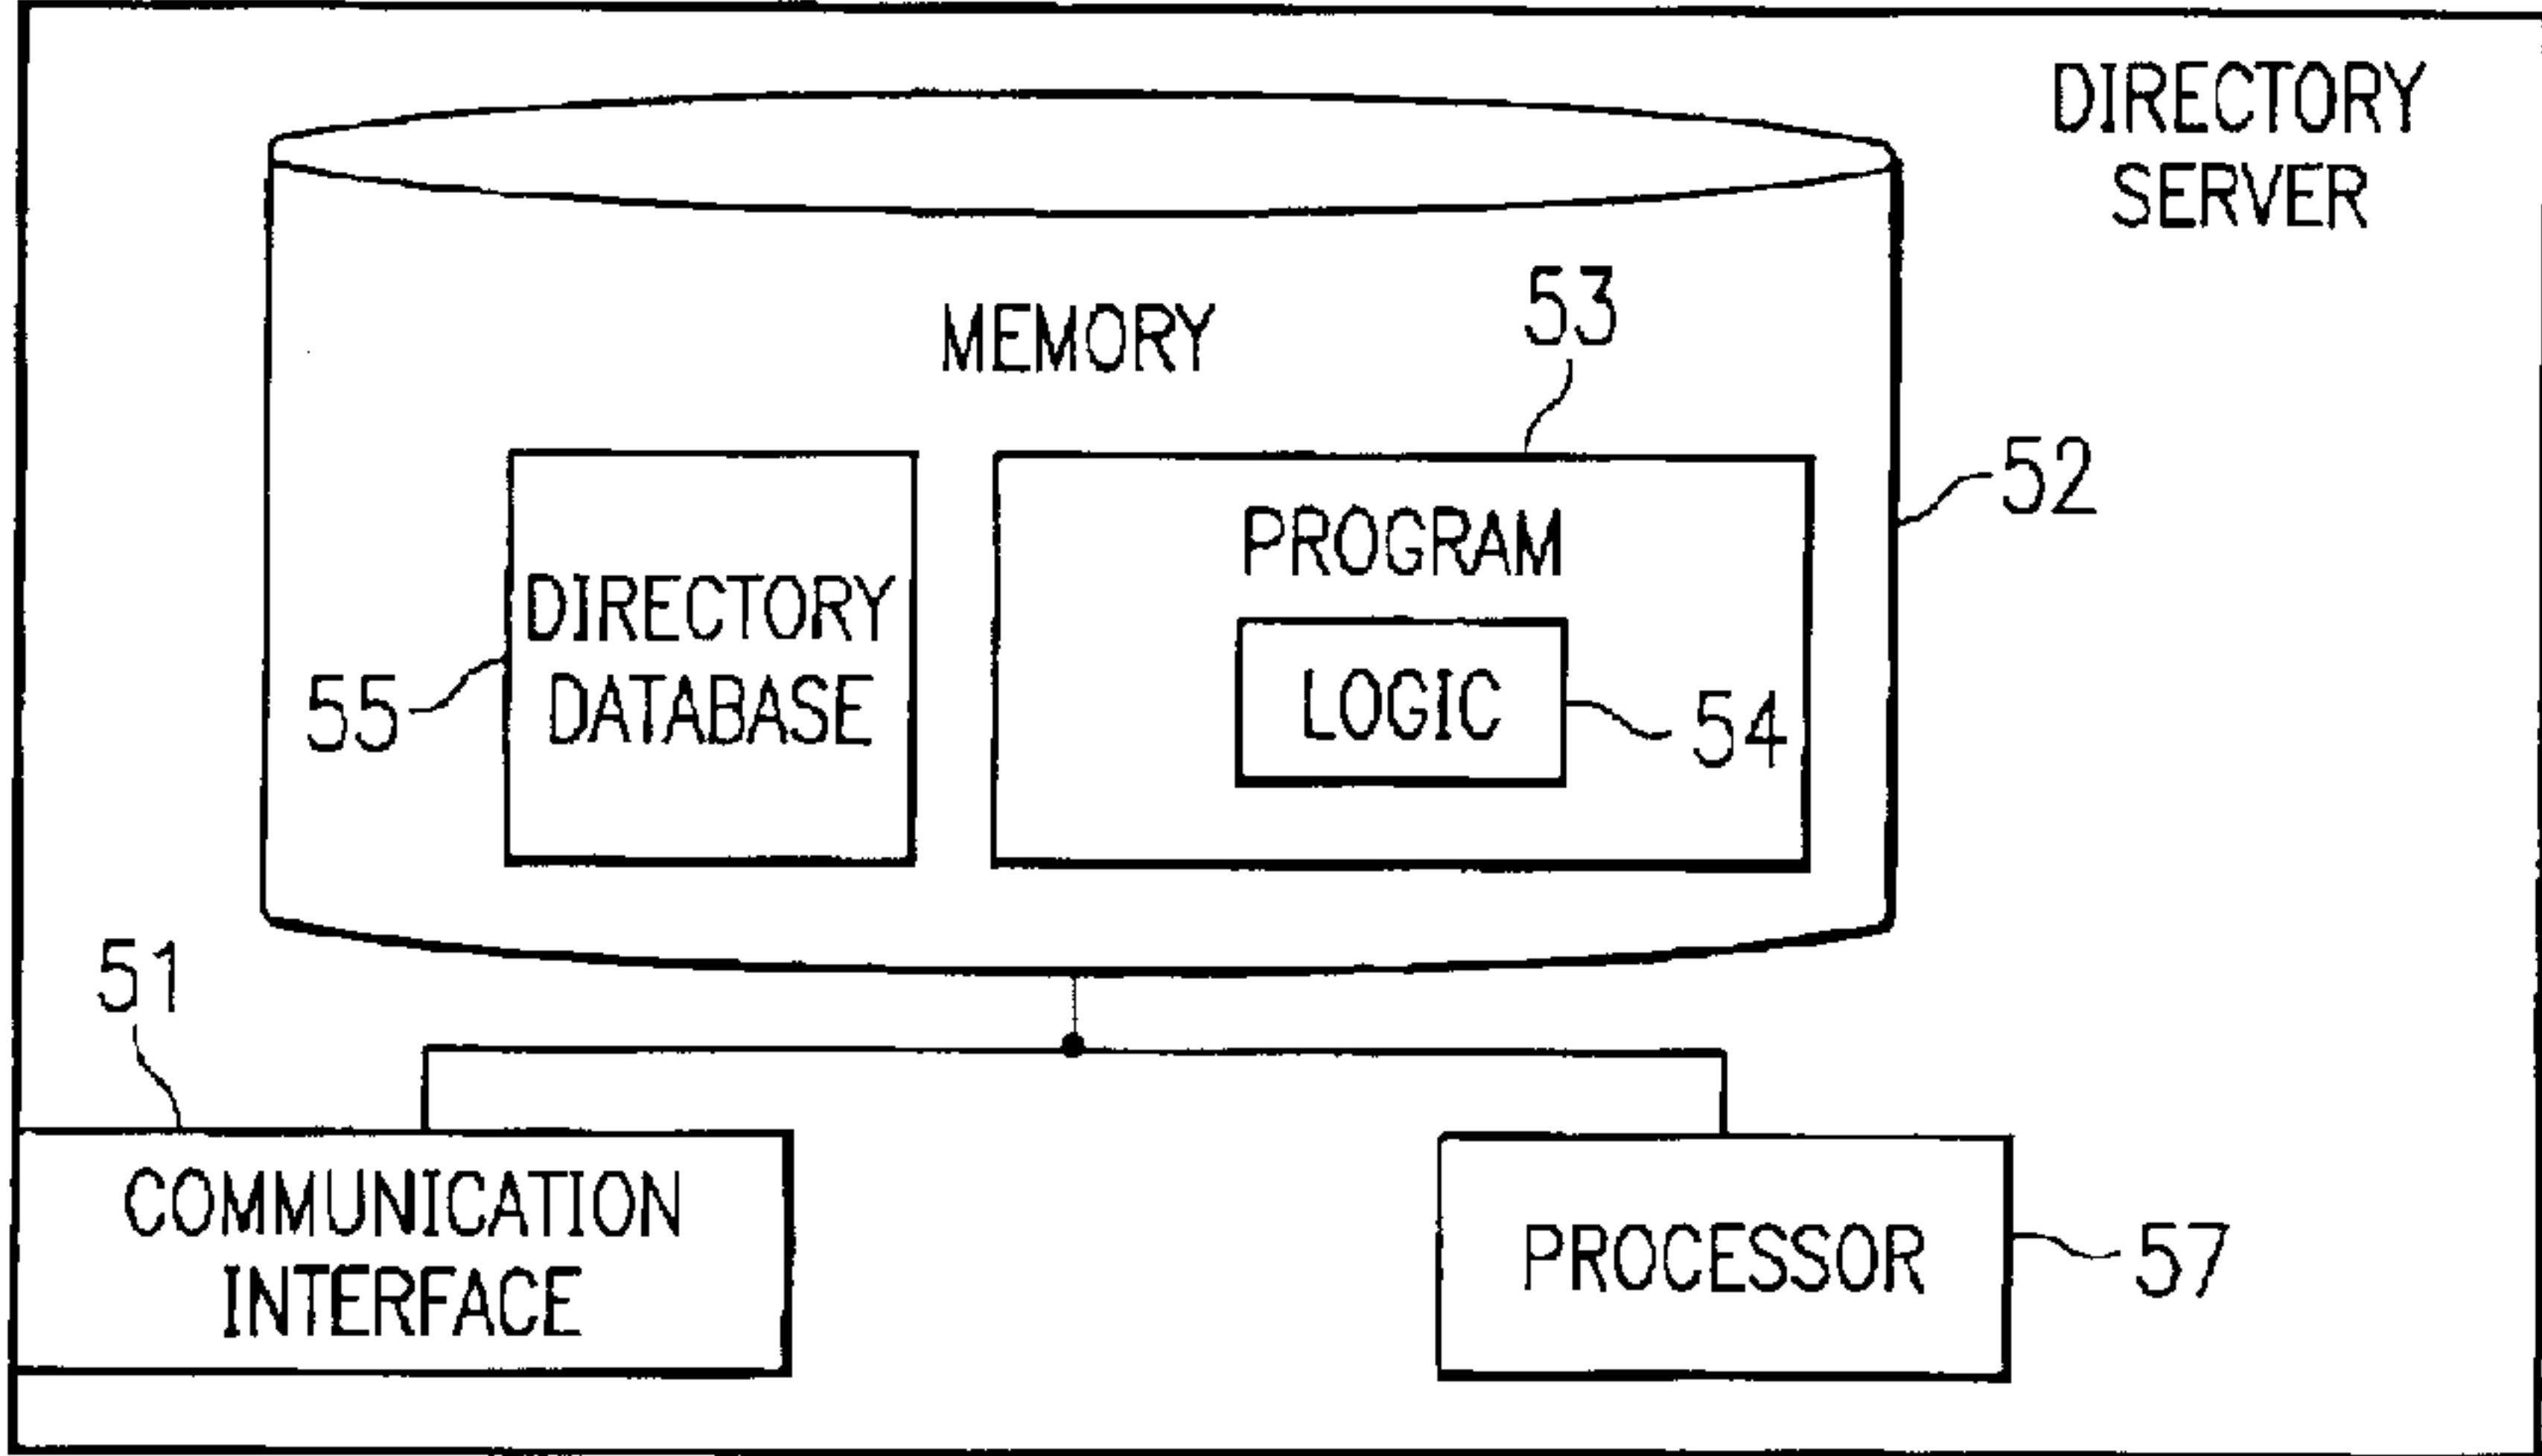 DIRECTORY
SERVER
MEMORY
53
52
PROGRAM
DIRECTORY
DATABASE
LOGIC
55
54
51
COMMUNICATION
INTERFACE
PROCESSOR
57